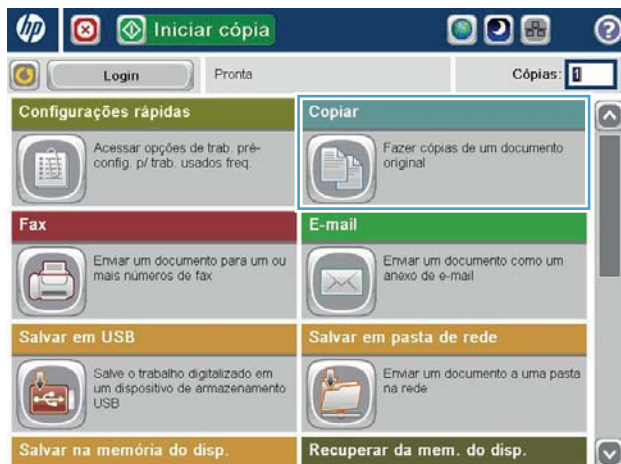 hp
Iniciar cópia
?
Login
Pronta
Cópias: 1
Configurações rápidas
Copiar
Acessar opções de trab. pré-
config. p/ trab. usados freq.
Fazer cópias de um documento
original
Fax
E-mail
Enviar um documento para um ou
mais números de fax
Enviar um documento como um
anexo de e-mail
Salvar em USB
Salvar em pasta de rede
Salve o trabalho digitalizado em
um dispositivo de armazenamento
USB
Enviar um documento a uma pasta
na rede
Salvar na memória do disp.
Recuperar da mem. do disp.